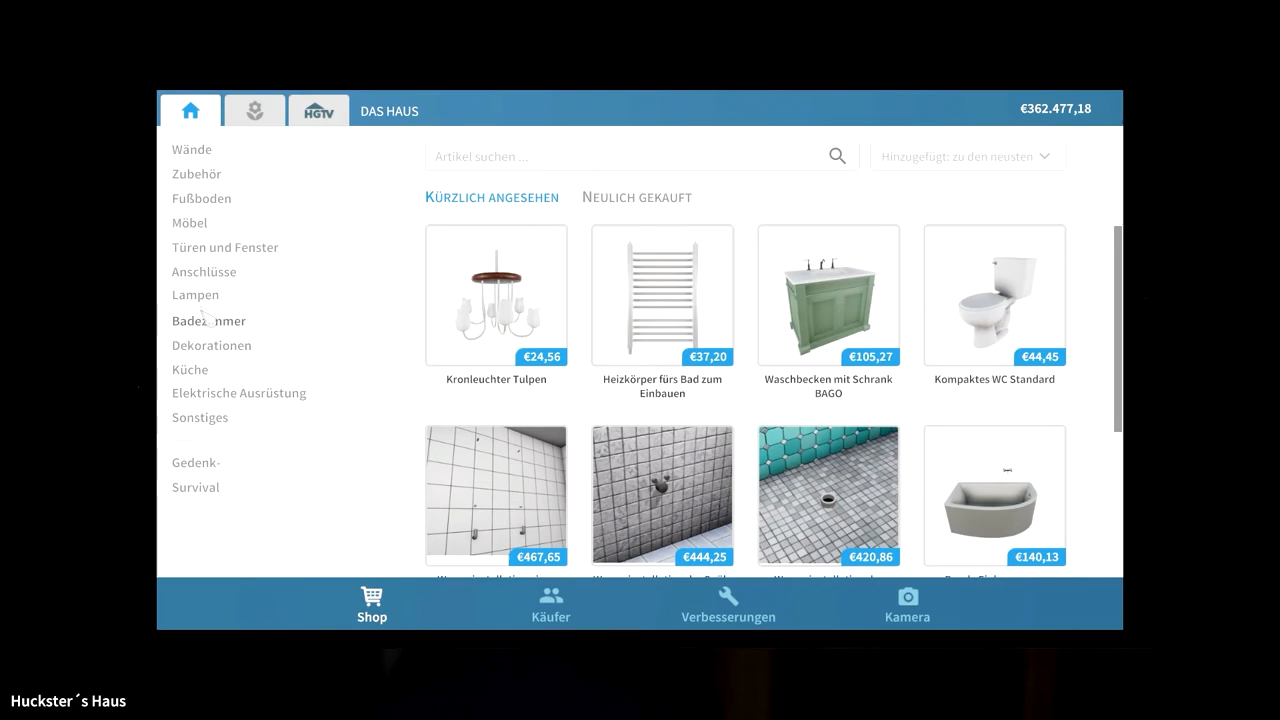 HGTV
DAS HAUS
€362.477,18
Wände
Zubehör
Fußboden
Möbel
Türen und Fenster
Anschlüsse
Lampen
Badezimmer
Dekorationen
Küche
Elektrische Ausrüstung
Sonstiges
Gedenk-
Survival
Artikel suchen ...
Hinzugefügt: zu den neusten
KÜRZLICH ANGESEHEN
NEULICH GEKAUFT
€24,56
€37,20
€105,27
€44,45
Kronleuchter Tulpen
Heizkörper fürs Bad zum
Einbauen
Waschbecken mit Schrank
BAGO
Kompaktes WC Standard
€467,65
€444,25
€420,86
€140,13
Shop
Käufer
Verbesserungen
Kamera
Huckster´s Haus